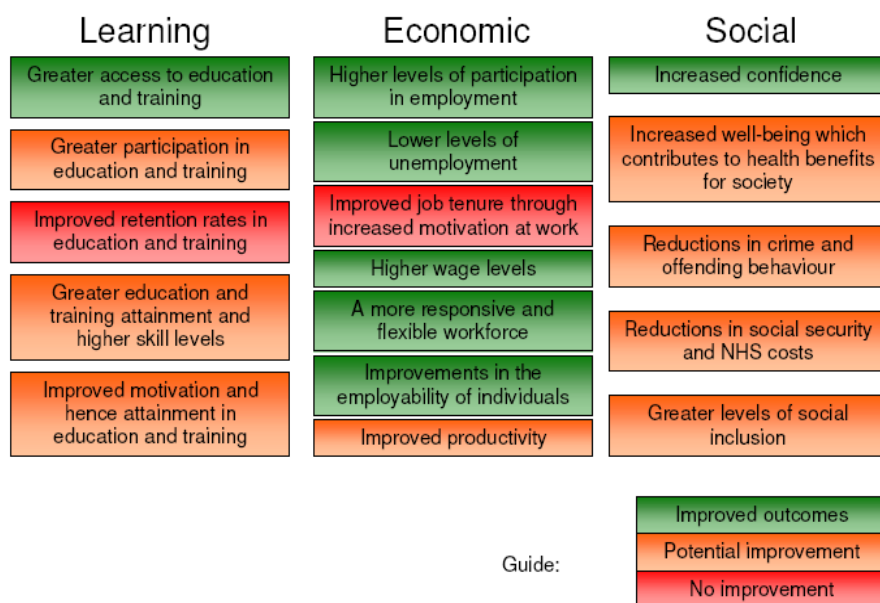 Learning
Greater access to education
and training
Greater participation in
education and training
Improved retention rates in
education and training
Greater education and
training attainment and
higher skill levels
Improved motivation and
hence attainment in
education and training
Economic
Higher levels of participation
in employment
Lower levels of
unemployment
Improved job tenure through
increased motivation at work
Higher wage levels
A more responsive and
flexible workforce
Improvements in the
employability of individuals
Improved productivity
Social
Increased confidence
Increased well-being which
contributes to health benefits
for society
Reductions in crime and
offending behaviour
Reductions in social security
and NHS costs
Greater levels of social
inclusion
Guide:
Improved outcomes
Potential improvement
No improvement